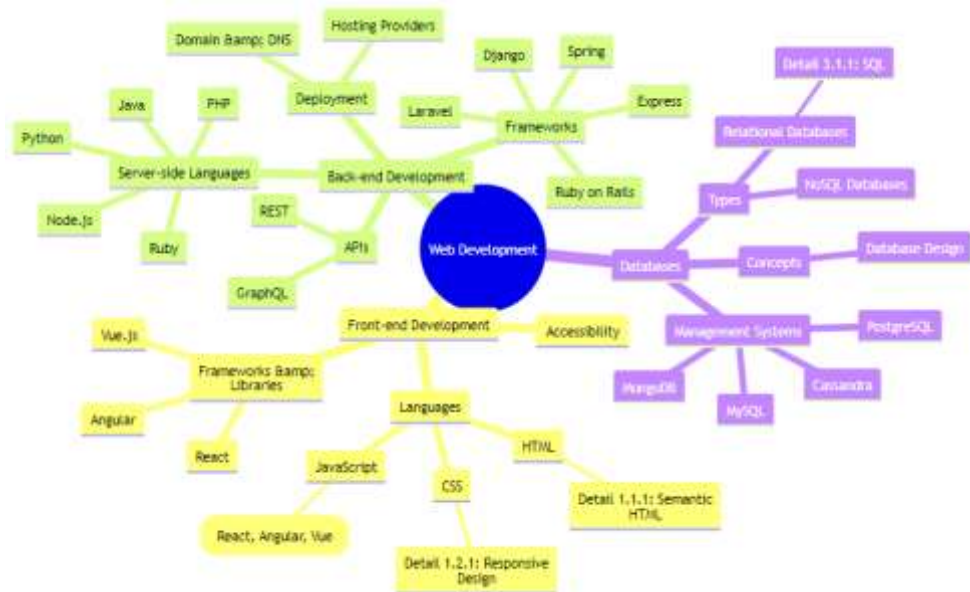 Domain &amp; DNS
Hosting Providers
Deployment
Django
Spring
Laravel
Express
Frameworks
Ruby on Rails
Java
PHP
Python
Server-side Languages
Node.js
Ruby
Back-end Development
REST
APIs
GraphQL
Web Development
Detail 3.1.1: SQL
Relational Databases
Types
NoSQL Databases
Databases
Concepts
Database Design
Management Systems
PostgreSQL
MongoDB
MySQL
Cassandra
Front-end Development
Accessibility
Vue.js
Frameworks &amp;
Libraries
Angular
React
Languages
JavaScript
CSS
HTML
React, Angular, Vue
Detail 1.2.1: Responsive
Design
Detail 1.1.1: Semantic
HTML